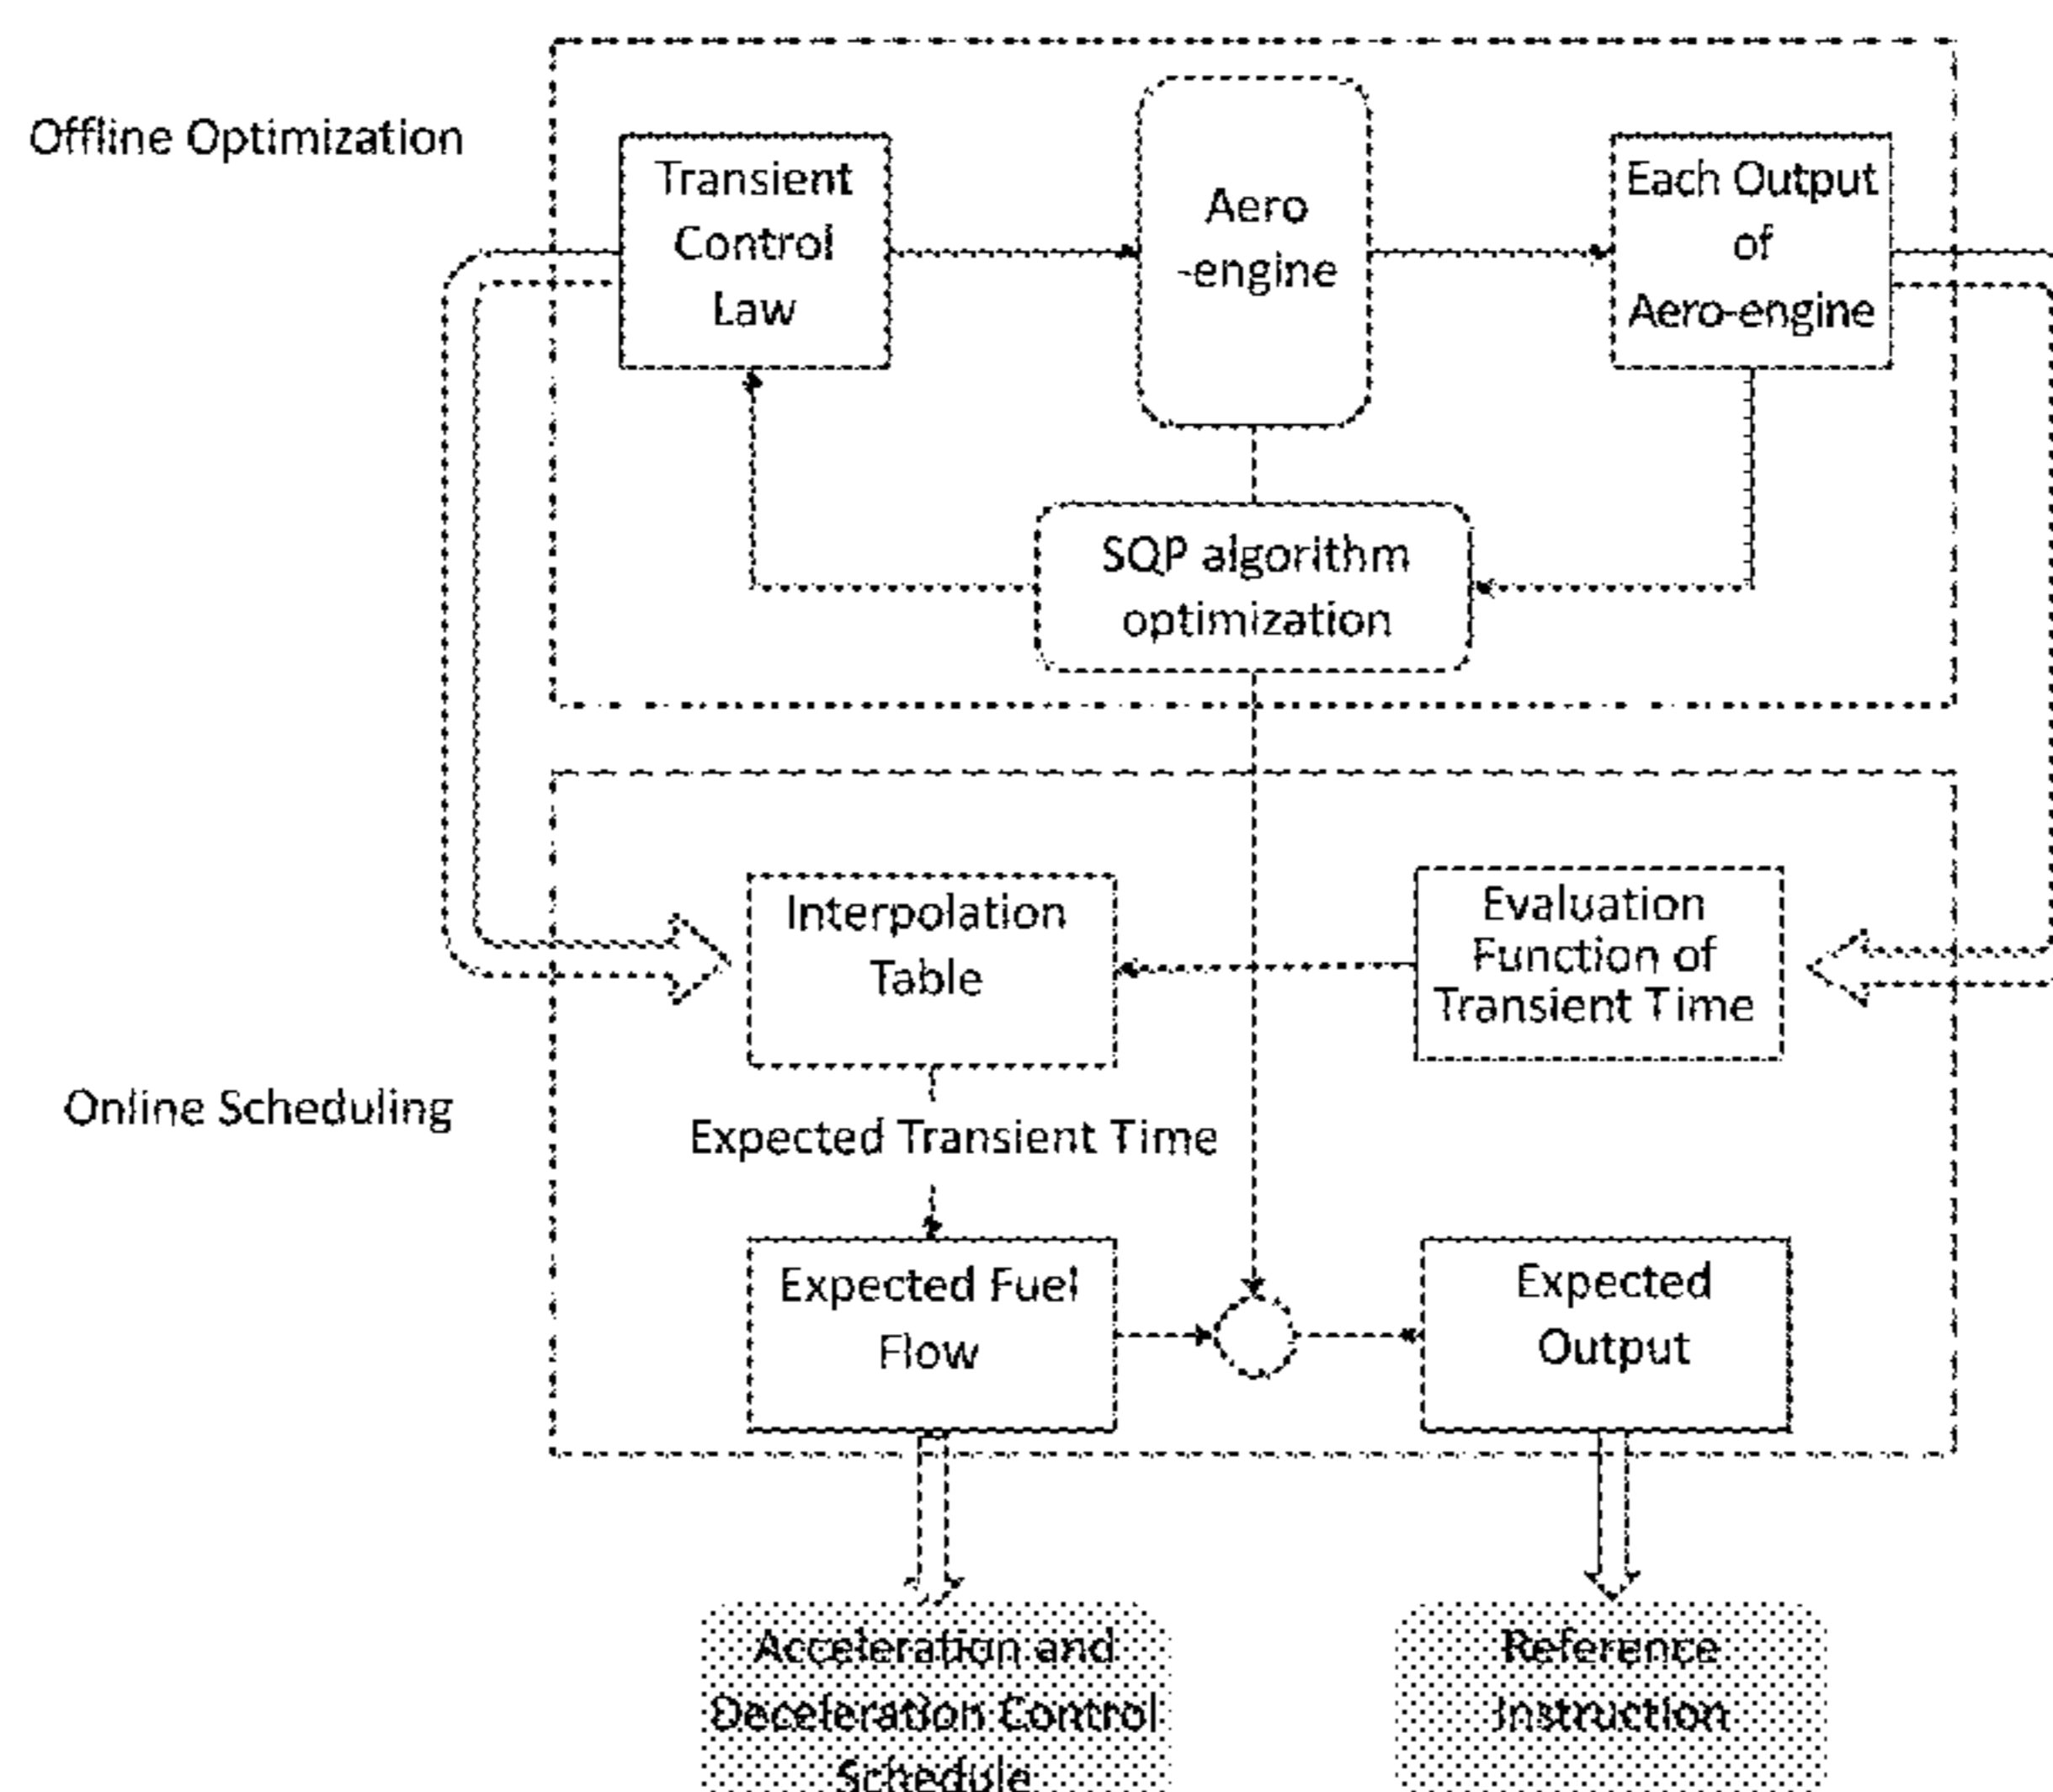 Offline Optimization
Transient
Control
Law
Aero
-engine
Each Output
of
Aero-engine
SQP algorithm
optimization
Interpolation
Table
Evaluation
Function of
Transient Time
Online Scheduling
Expected Transient Time
Expected Fuel
Flow
Expected
Output
Acceleration and
Deceleration Control
Schedule
Reference
Instruction